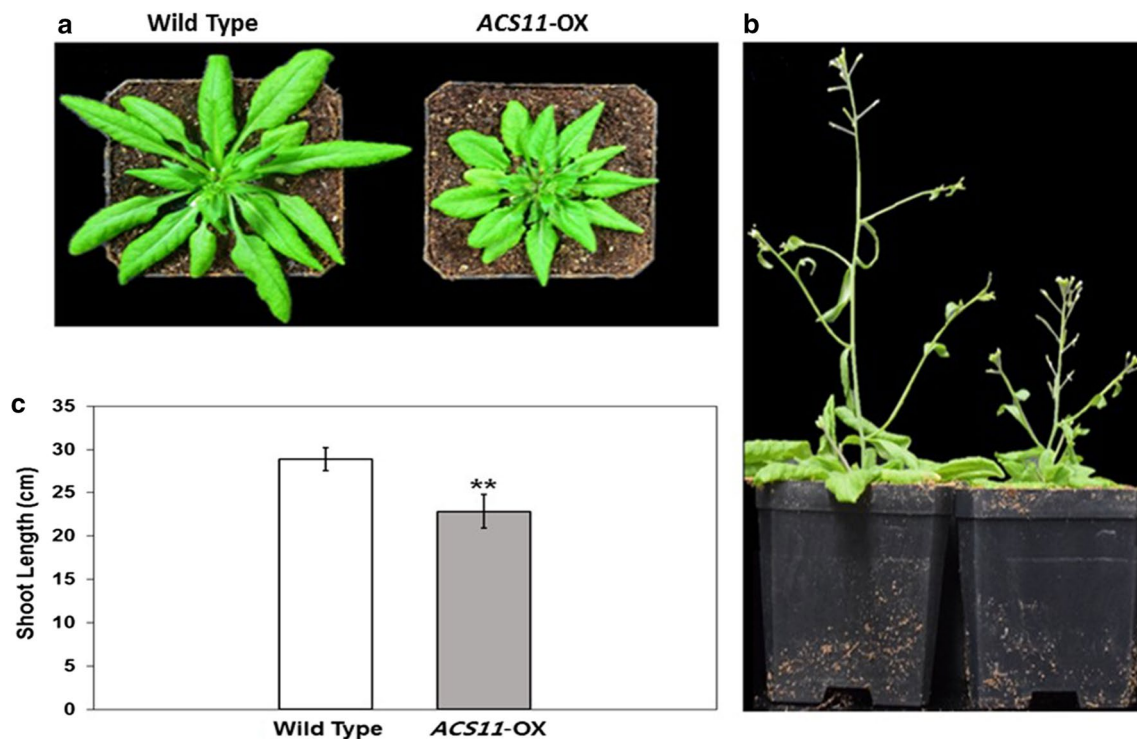 a
Wild Type
ACS11-OX
b
c
Shoot Length (cm)
35
30
25
20
15
10
5
0
**
Wild Type
ACS11-OX